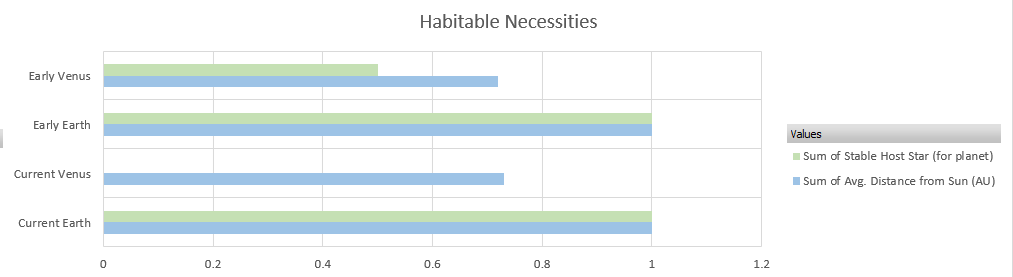 Habitable Necessities
Early Venus
Early Earth
Current Venus
Current Earth
0 0.2 0.4 0.6 0.8 1 1.2
Values
Sum of Stable Host Star (for planet)
Sum of Avg. Distance from Sun (AU)